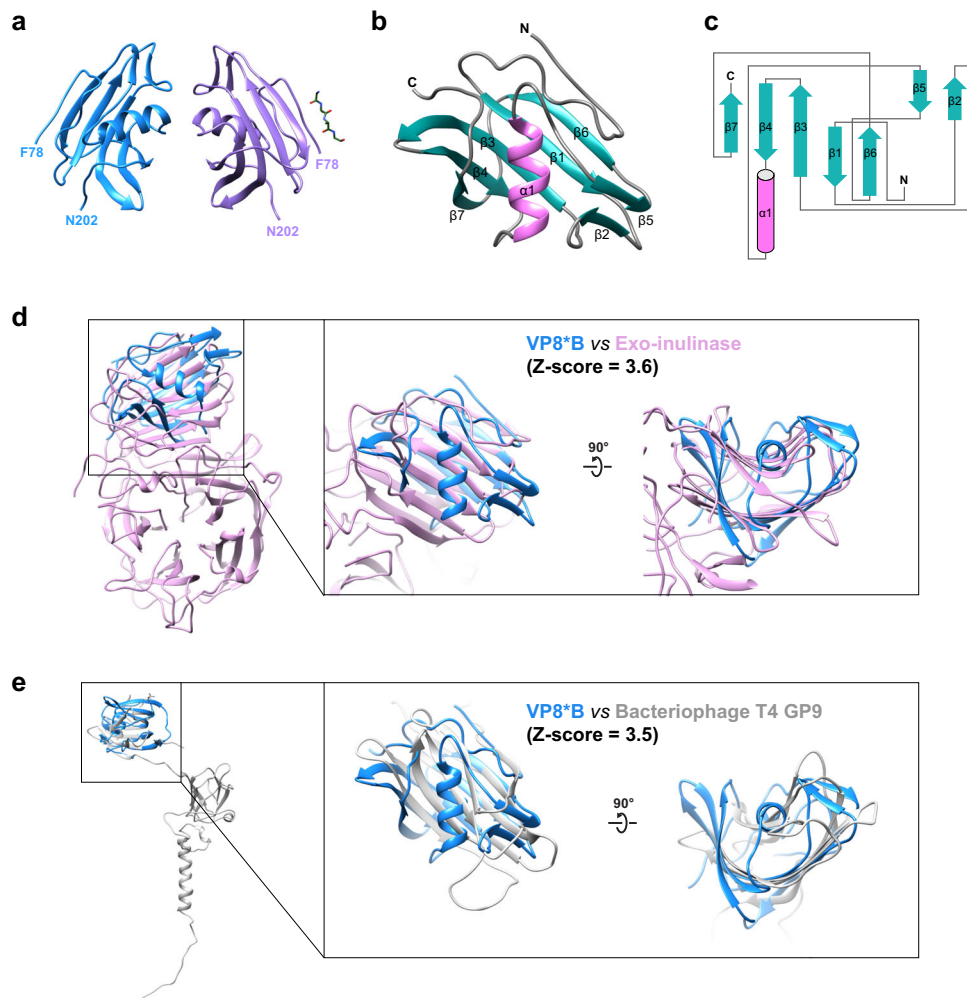 a
F78
N202
F78
N202
b
N
C
β3
β6
β1
β4
α1
β7
β5
β2
c
C
β7
β4
β3
β5
β2
β1
β6
N
α1
d
VP8*B vs Exo-inulinase
(Z-score = 3.6)
90°
e
VP8*B vs Bacteriophage T4 GP9
(Z-score = 3.5)
90°